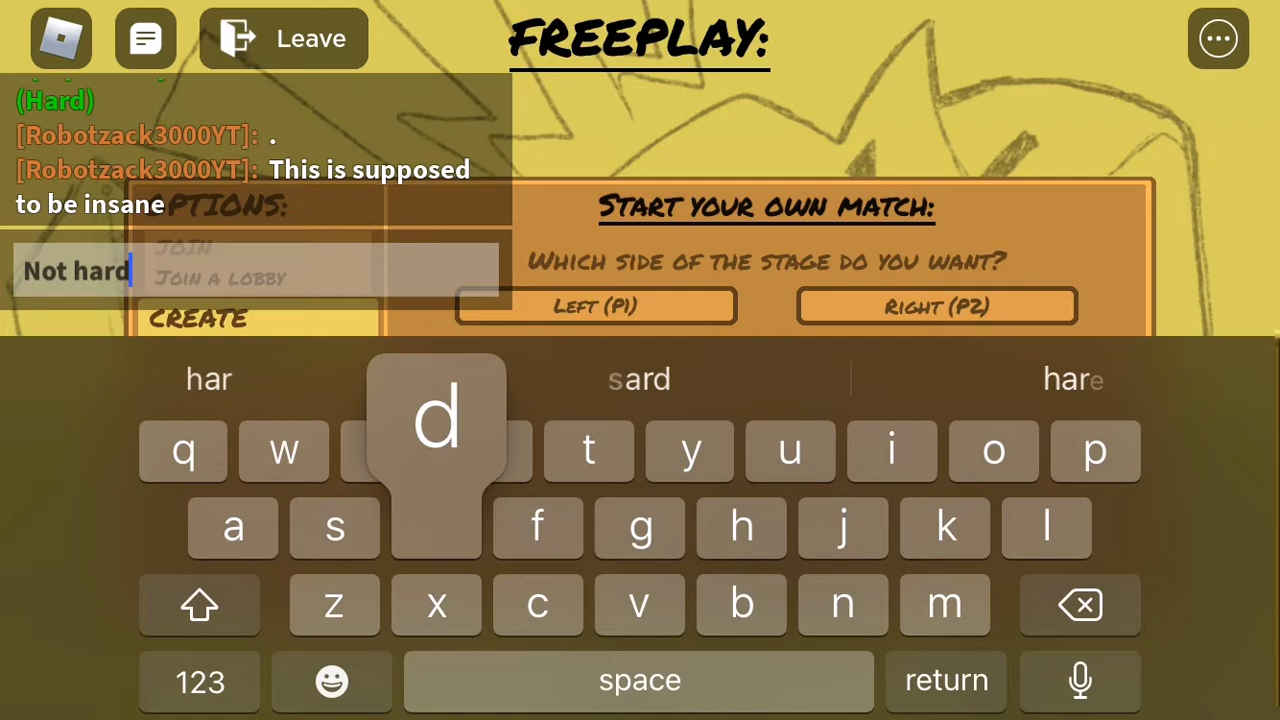 Leave
FREEPLAY:
(Hard)
[Robotzack3000YT]: .
[Robotzack3000YT]: This is supposed
to be insane
Not hard
OPTIONS:
JOIN
JOIN A LOBBY
CREATE
START YOUR OWN MATCH:
WHICH SIDE OF THE STAGE DO YOU WANT?
LEFT (P1)
RIGHT (P2)
har
sard
hare
d
q w t y u i o p
a s f g h j k l
z x c v b n m
123 space return